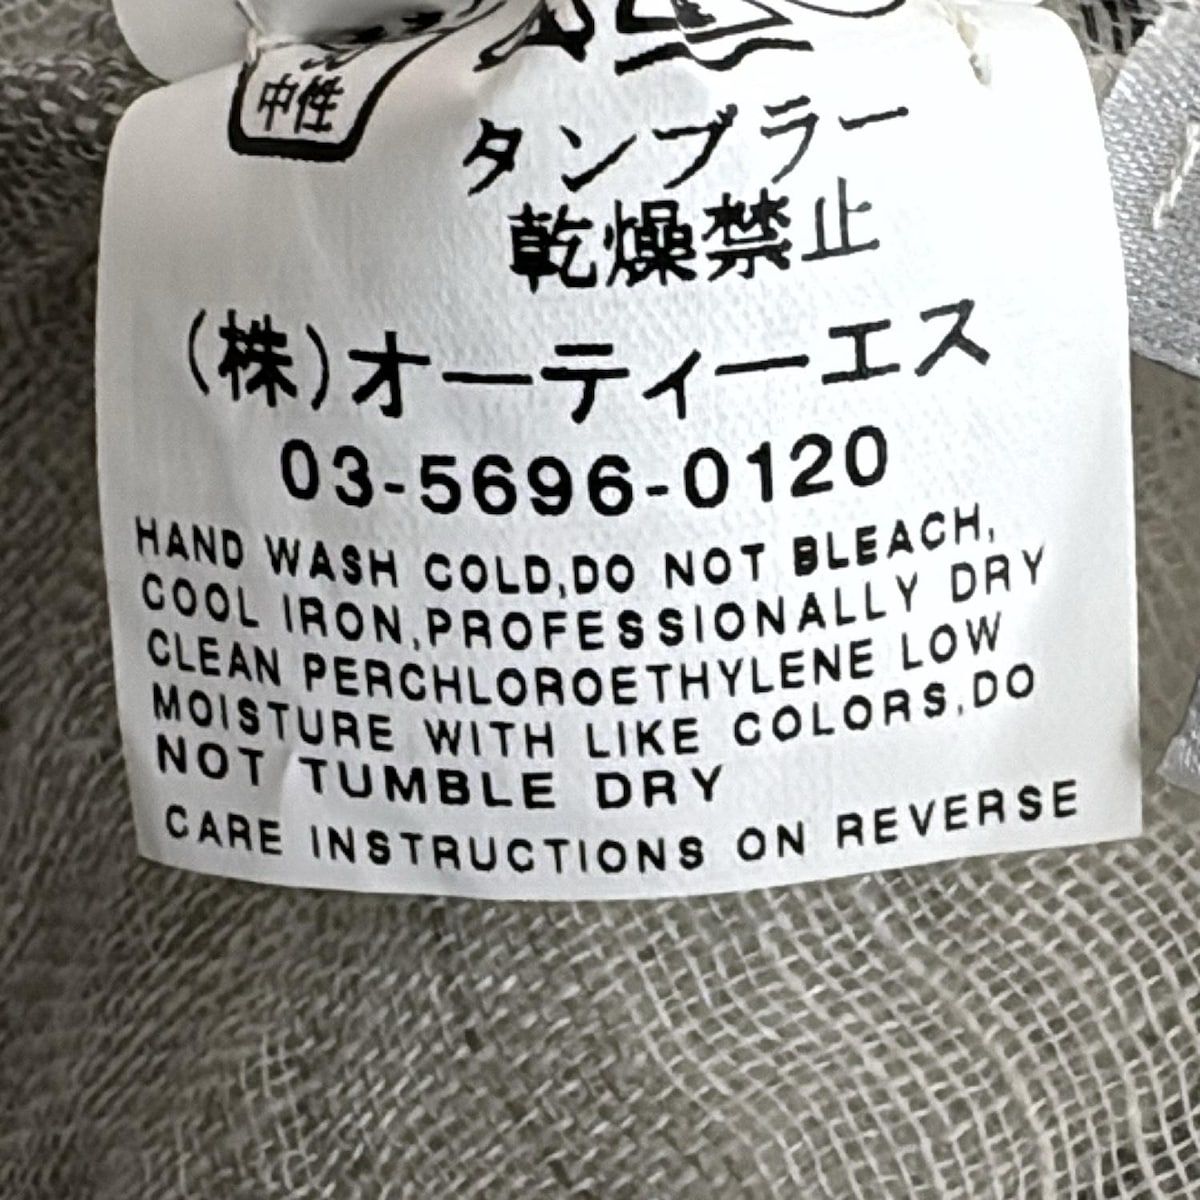 中性
タンブラー
乾燥禁止
(株)オーティーエス
03-5696-0120
HAND WASH COLD,DO NOT BLEACH,
COOL IRON,PROFESSIONALLY DRY
CLEAN PERCHLOROETHYLENE LOW
MOISTURE WITH LIKE COLORS,DO
NOT TUMBLE DRY
CARE INSTRUCTIONS ON REVERSE